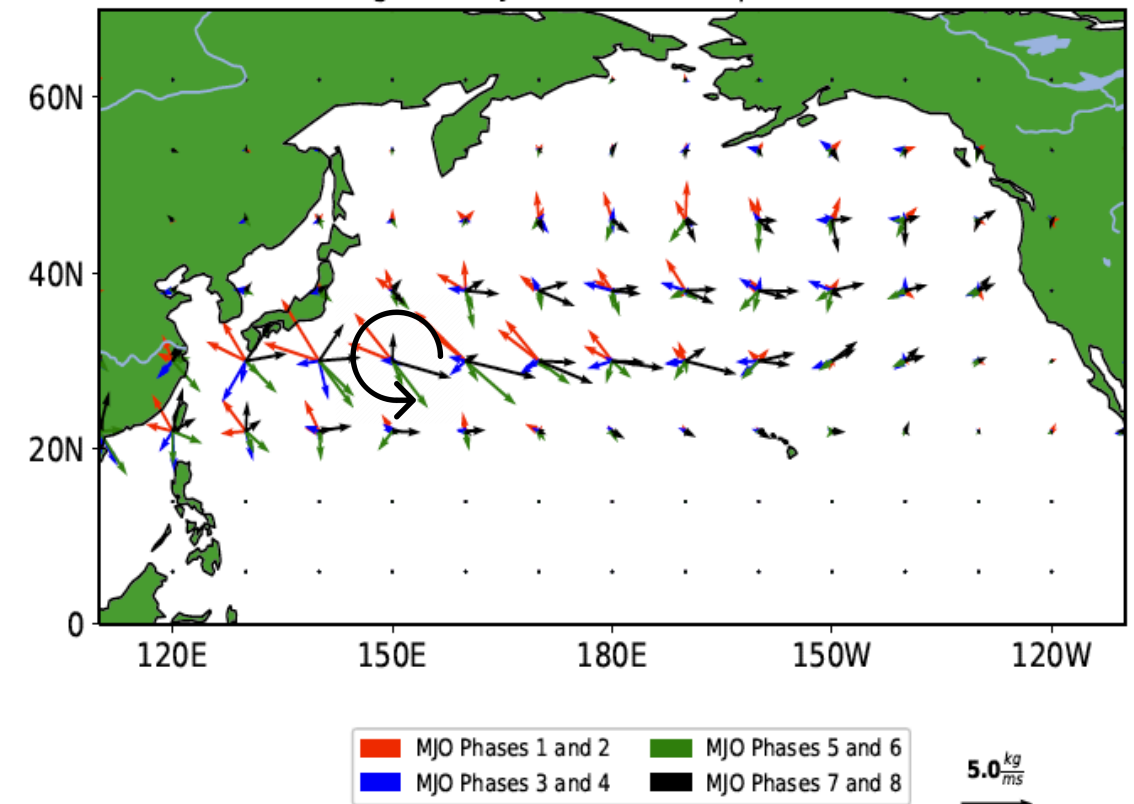 60N
40N
20N
0
120E 150E 180E 150W 120W
MJO Phases 1 and 2 MJO Phases 5 and 6
MJO Phases 3 and 4 MJO Phases 7 and 8
5.0 kg/ms